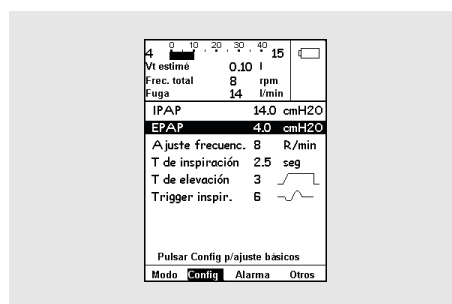 0 10 20 30 40
4 15
Vt estimé 0.10 l
Frec. total 8 rpm
Fuga 14 l/min
IPAP 14.0 cmH2O
EPAP 4.0 cmH2O
Ajuste frecuenc. 8 R/min
T de inspiración 2.5 seg
T de elevación 3
Trigger inspir. 6
Pulsar Config p/ajuste básicos
Modo Config Alarma Otros